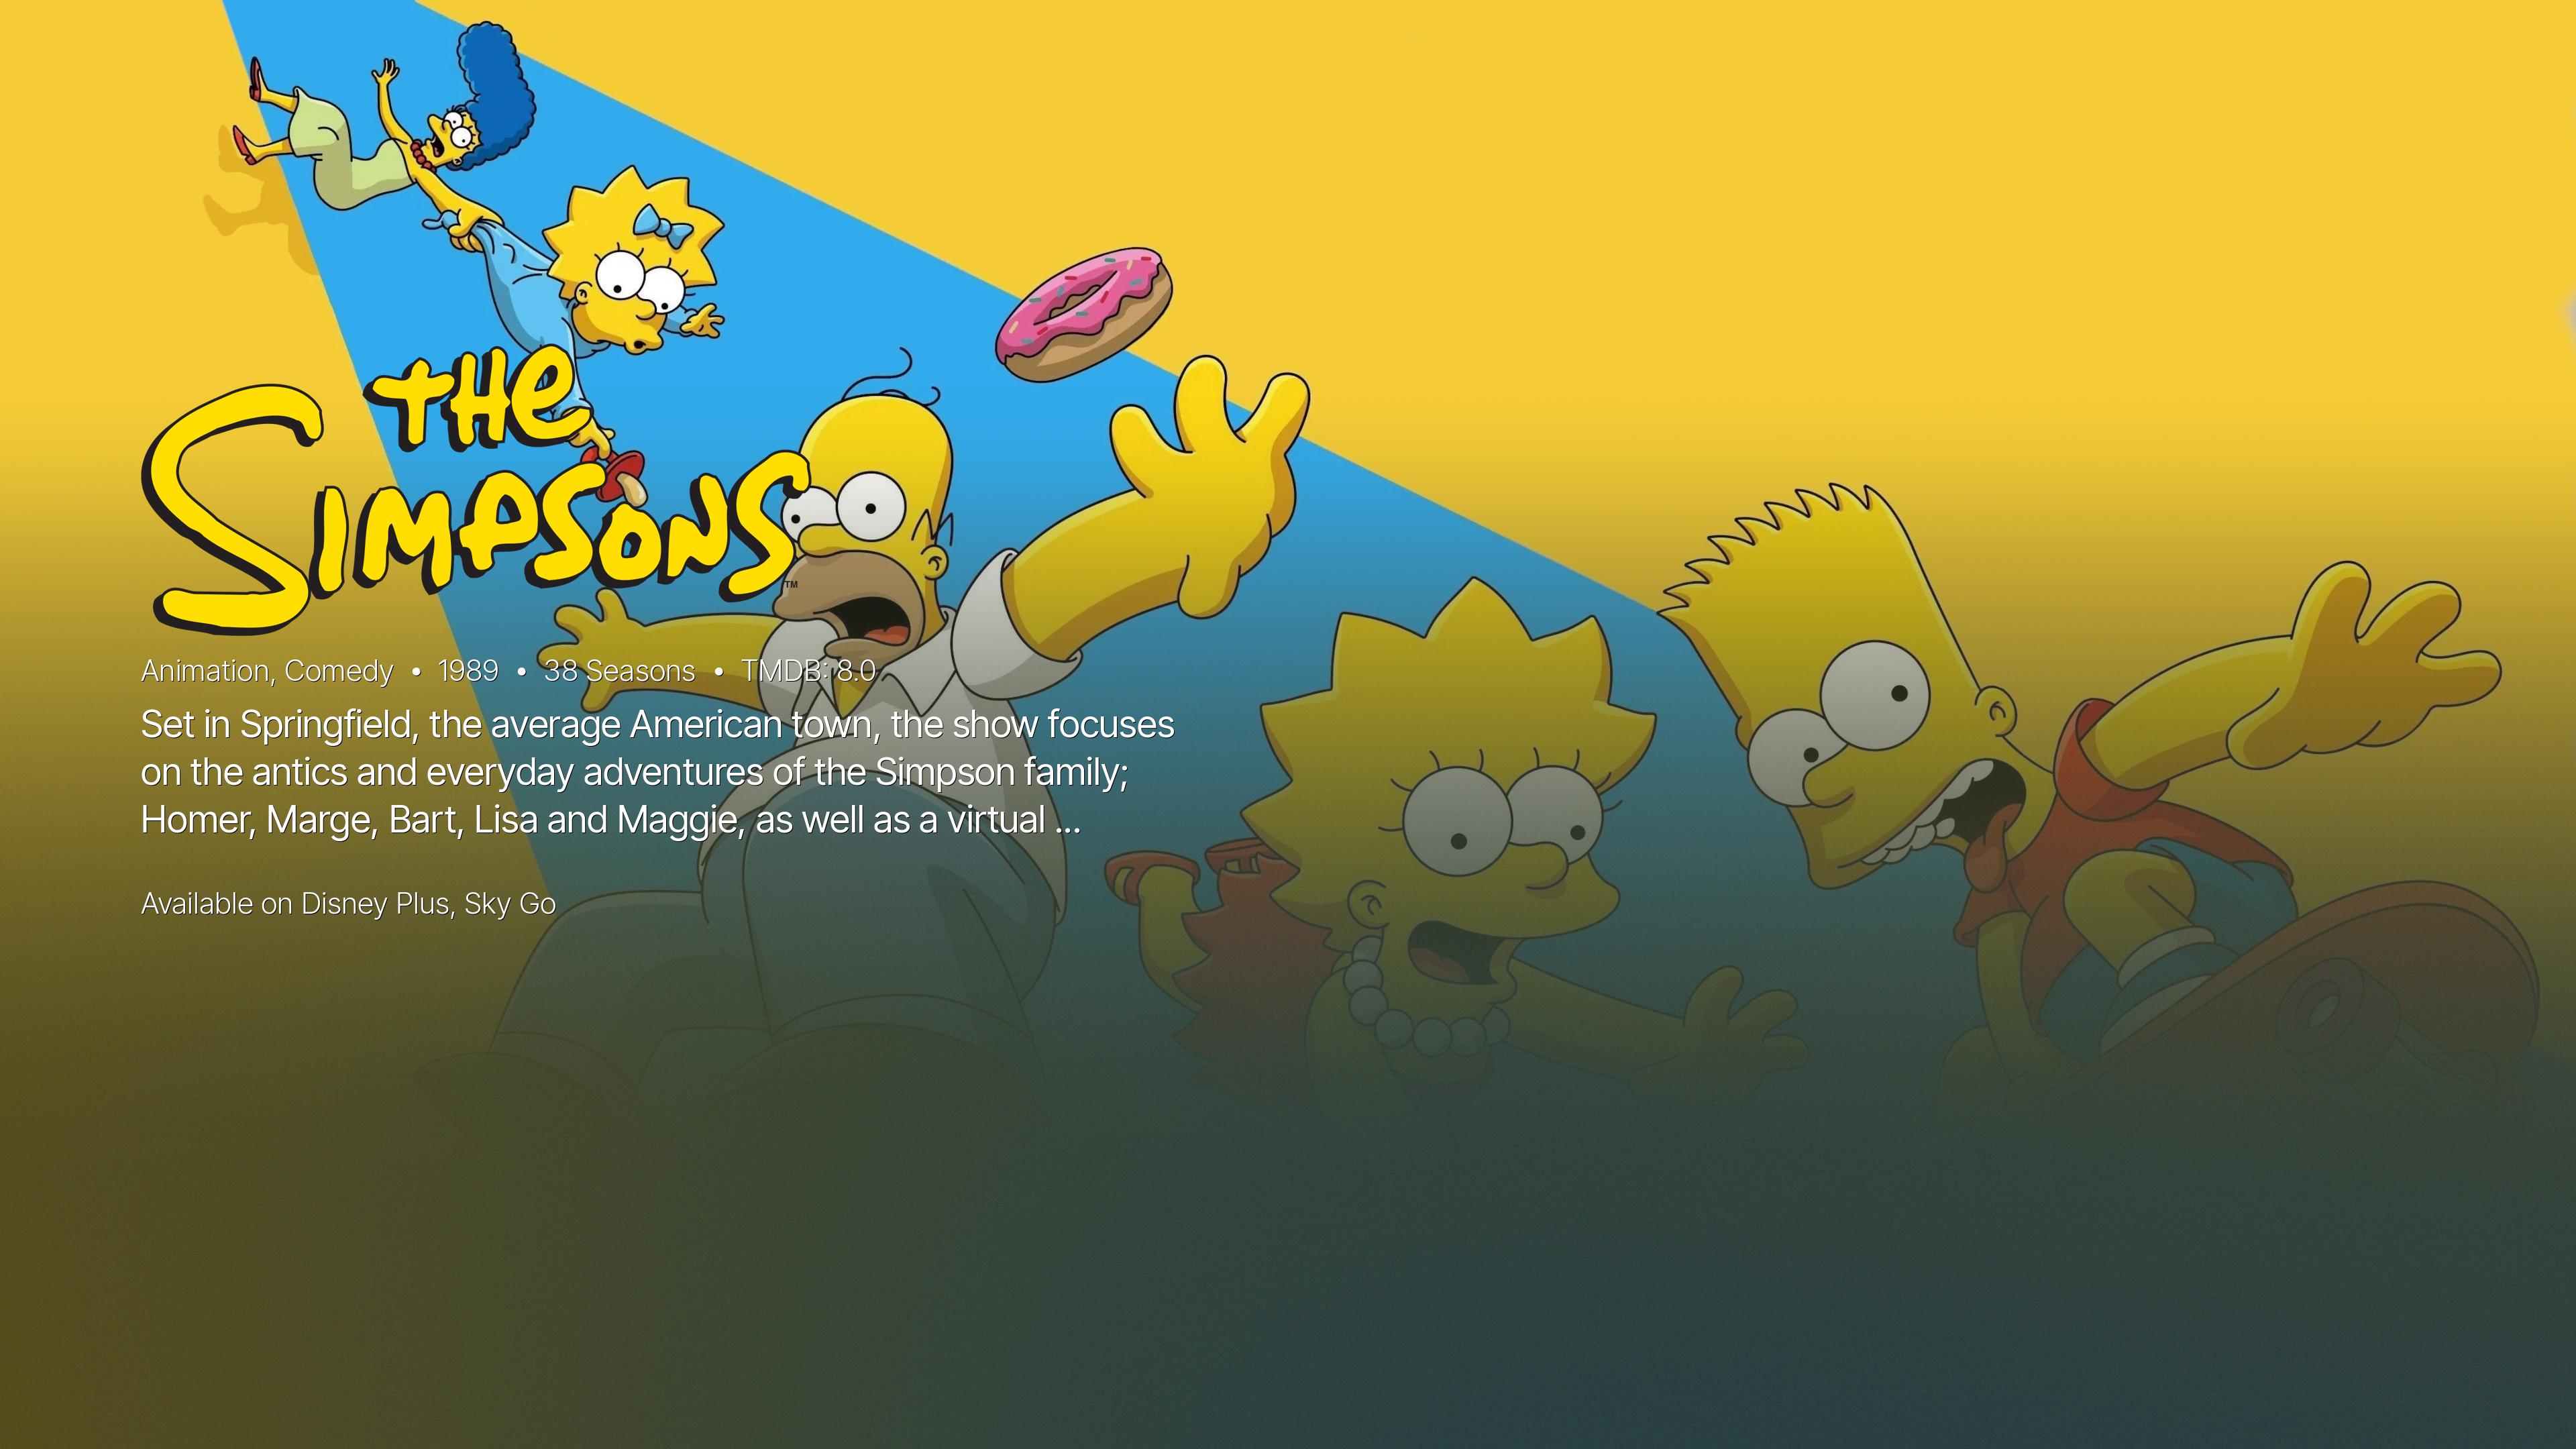 THE
SIMPSONS
TM
Animation, Comedy • 1989 • 38 Seasons • TMDB: 8.0
Set in Springfield, the average American town, the show focuses
on the antics and everyday adventures of the Simpson family;
Homer, Marge, Bart, Lisa and Maggie, as well as a virtual ...
Available on Disney Plus, Sky Go